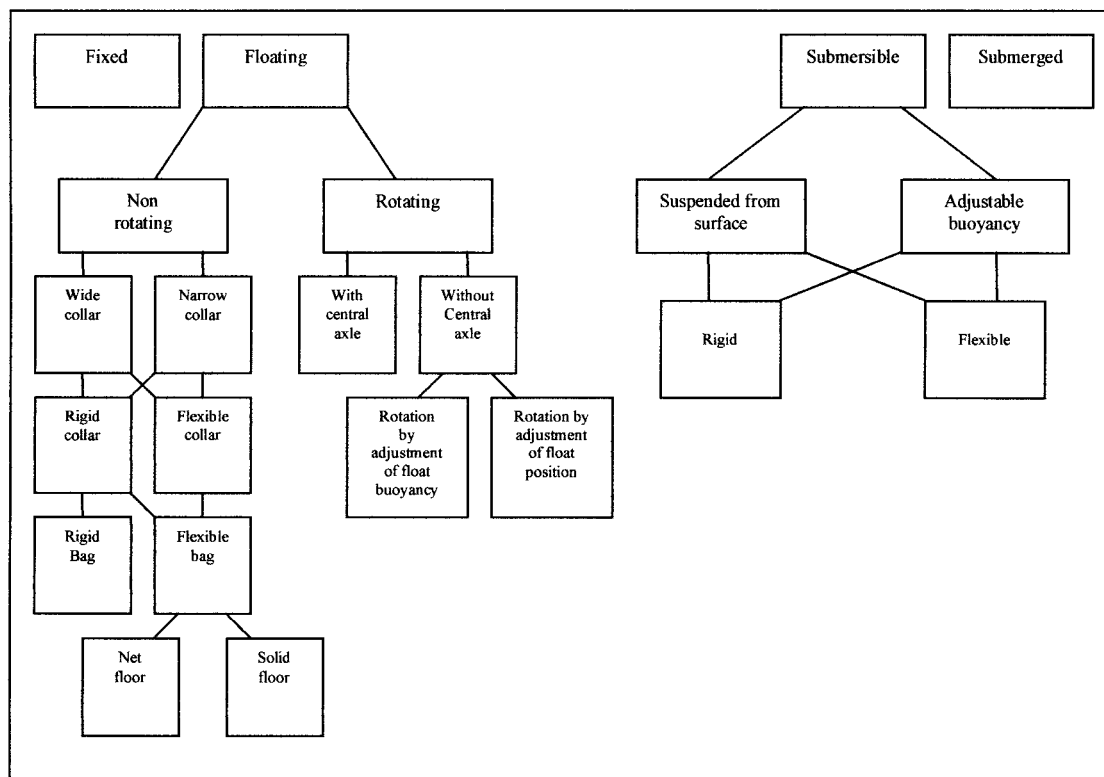 Fixed
Floating
Submersible
Submerged
Non
rotating
Rotating
Suspended from
surface
Adjustable
buoyancy
Wide
collar
Narrow
collar
With
central
axle
Without
Central
axle
Rigid
Flexible
Rigid
collar
Flexible
collar
Rotation
by
adjustment
of float
buoyancy
Rotation by
adjustment
of float
position
Rigid
Bag
Flexible
bag
Net
floor
Solid
floor